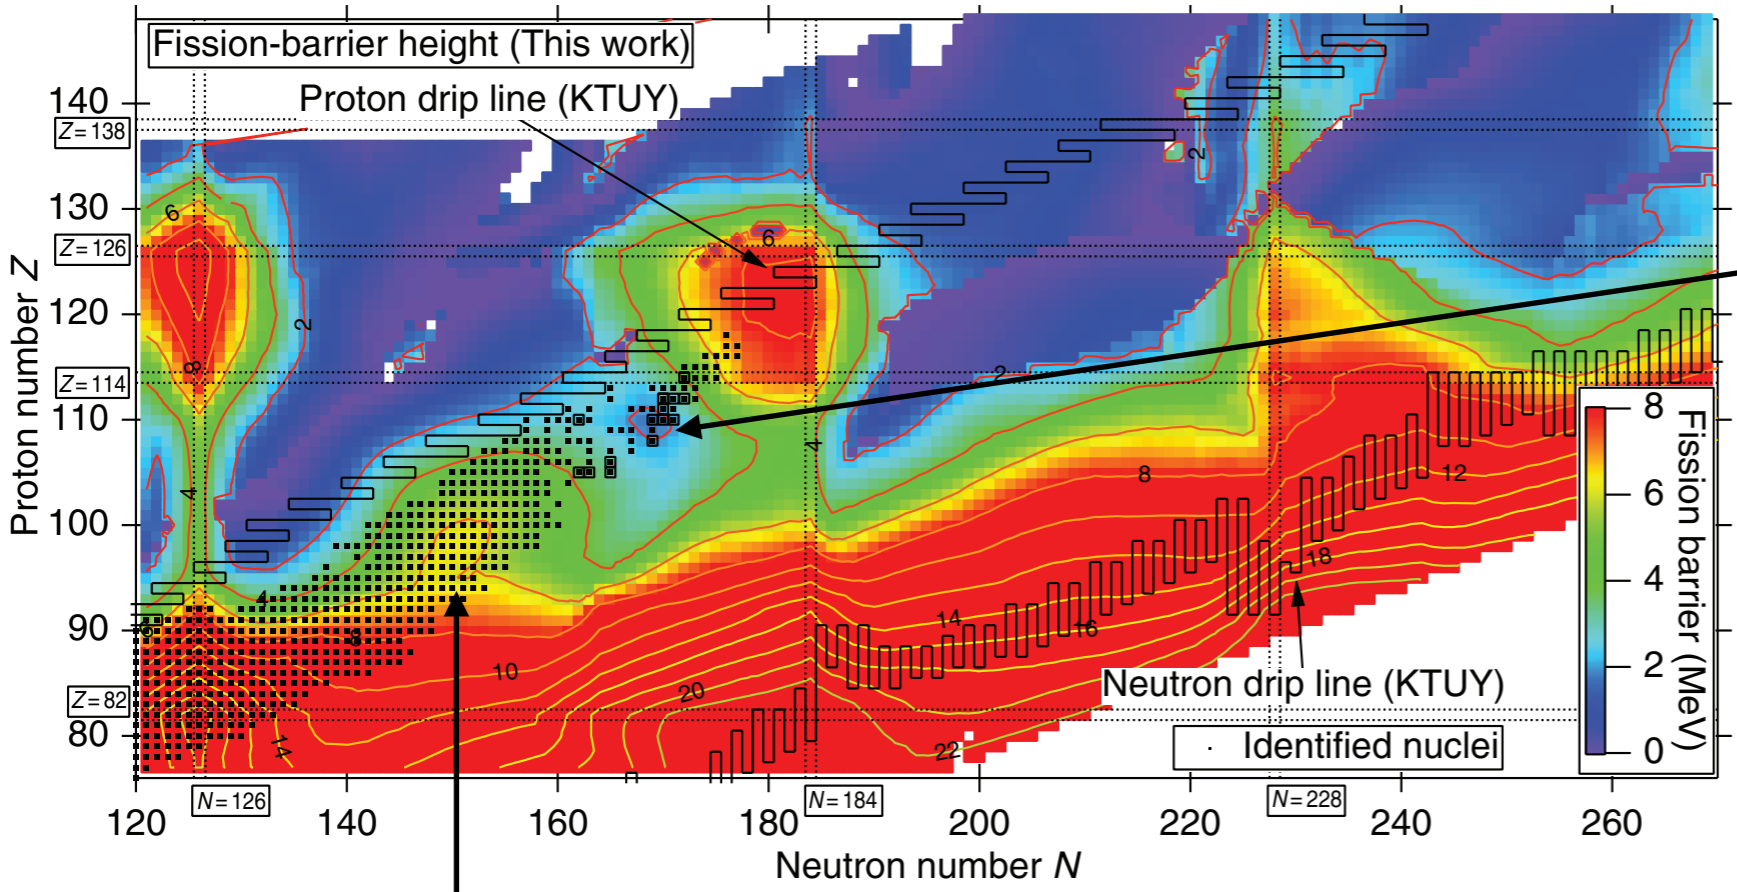 Fission-barrier height (This work)
Proton drip line (KTUY)
Proton number Z
140
130
120
110
100
90
80
Z = 138
Z = 126
Z = 114
Z = 82
6
8
2
4
6
4
8
10
14
6
2
4
2
8
12
18
14
16
20
22
2
Neutron drip line (KTUY)
Identified nuclei
Fission barrier (MeV)
8
6
4
2
0
N = 126
N = 184
N = 228
120
140
160
180
200
220
240
260
Neutron number N